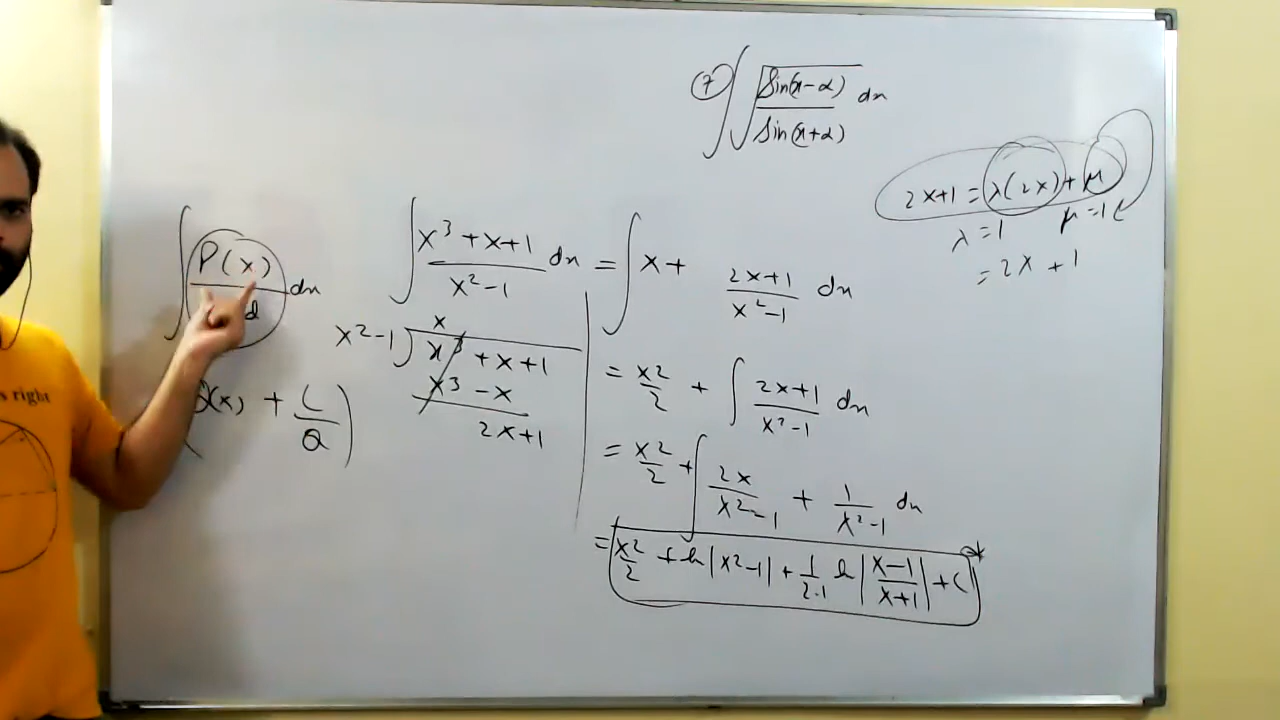 (7) ∫ √(Sin(x-α) / Sin(x+α)) dx
2x+1 = λ(2x) + μ
λ = 1 μ = 1
= 2x + 1
∫ P(x) / d dx
Q(x) + C/Q
∫ (x³ + x + 1) / (x² - 1) dx = ∫ x + (2x+1) / (x² - 1) dx
x
x² - 1 ) x³ + x + 1
x³ - x
2x + 1
= x²/2 + ∫ (2x+1) / (x² - 1) dx
= x²/2 + ∫ 2x / (x² - 1) + 1 / (x² - 1) dx
= x²/2 + ln |x² - 1| + 1/2·1 ln |(x-1) / (x+1)| + C
s right